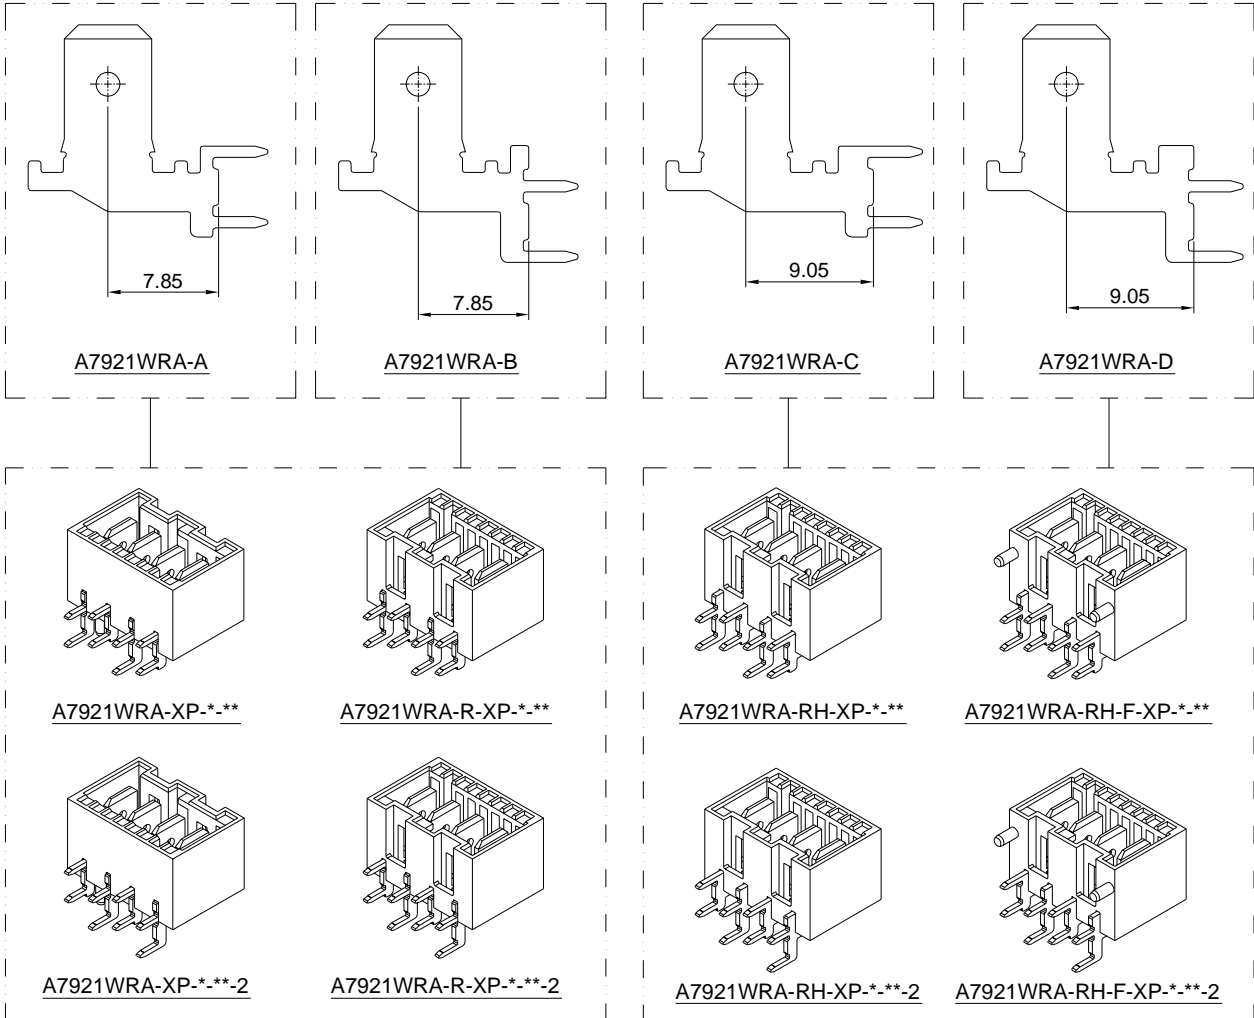 7.85
7.85
9.05
9.05
A7921WRA-A
A7921WRA-B
A7921WRA-C
A7921WRA-D
A7921WRA-XP-*-**
A7921WRA-R-XP-*-**
A7921WRA-RH-XP-*-**
A7921WRA-RH-F-XP-*-**
A7921WRA-XP-*-**-2
A7921WRA-R-XP-*-**-2
A7921WRA-RH-XP-*-**-2
A7921WRA-RH-F-XP-*-**-2